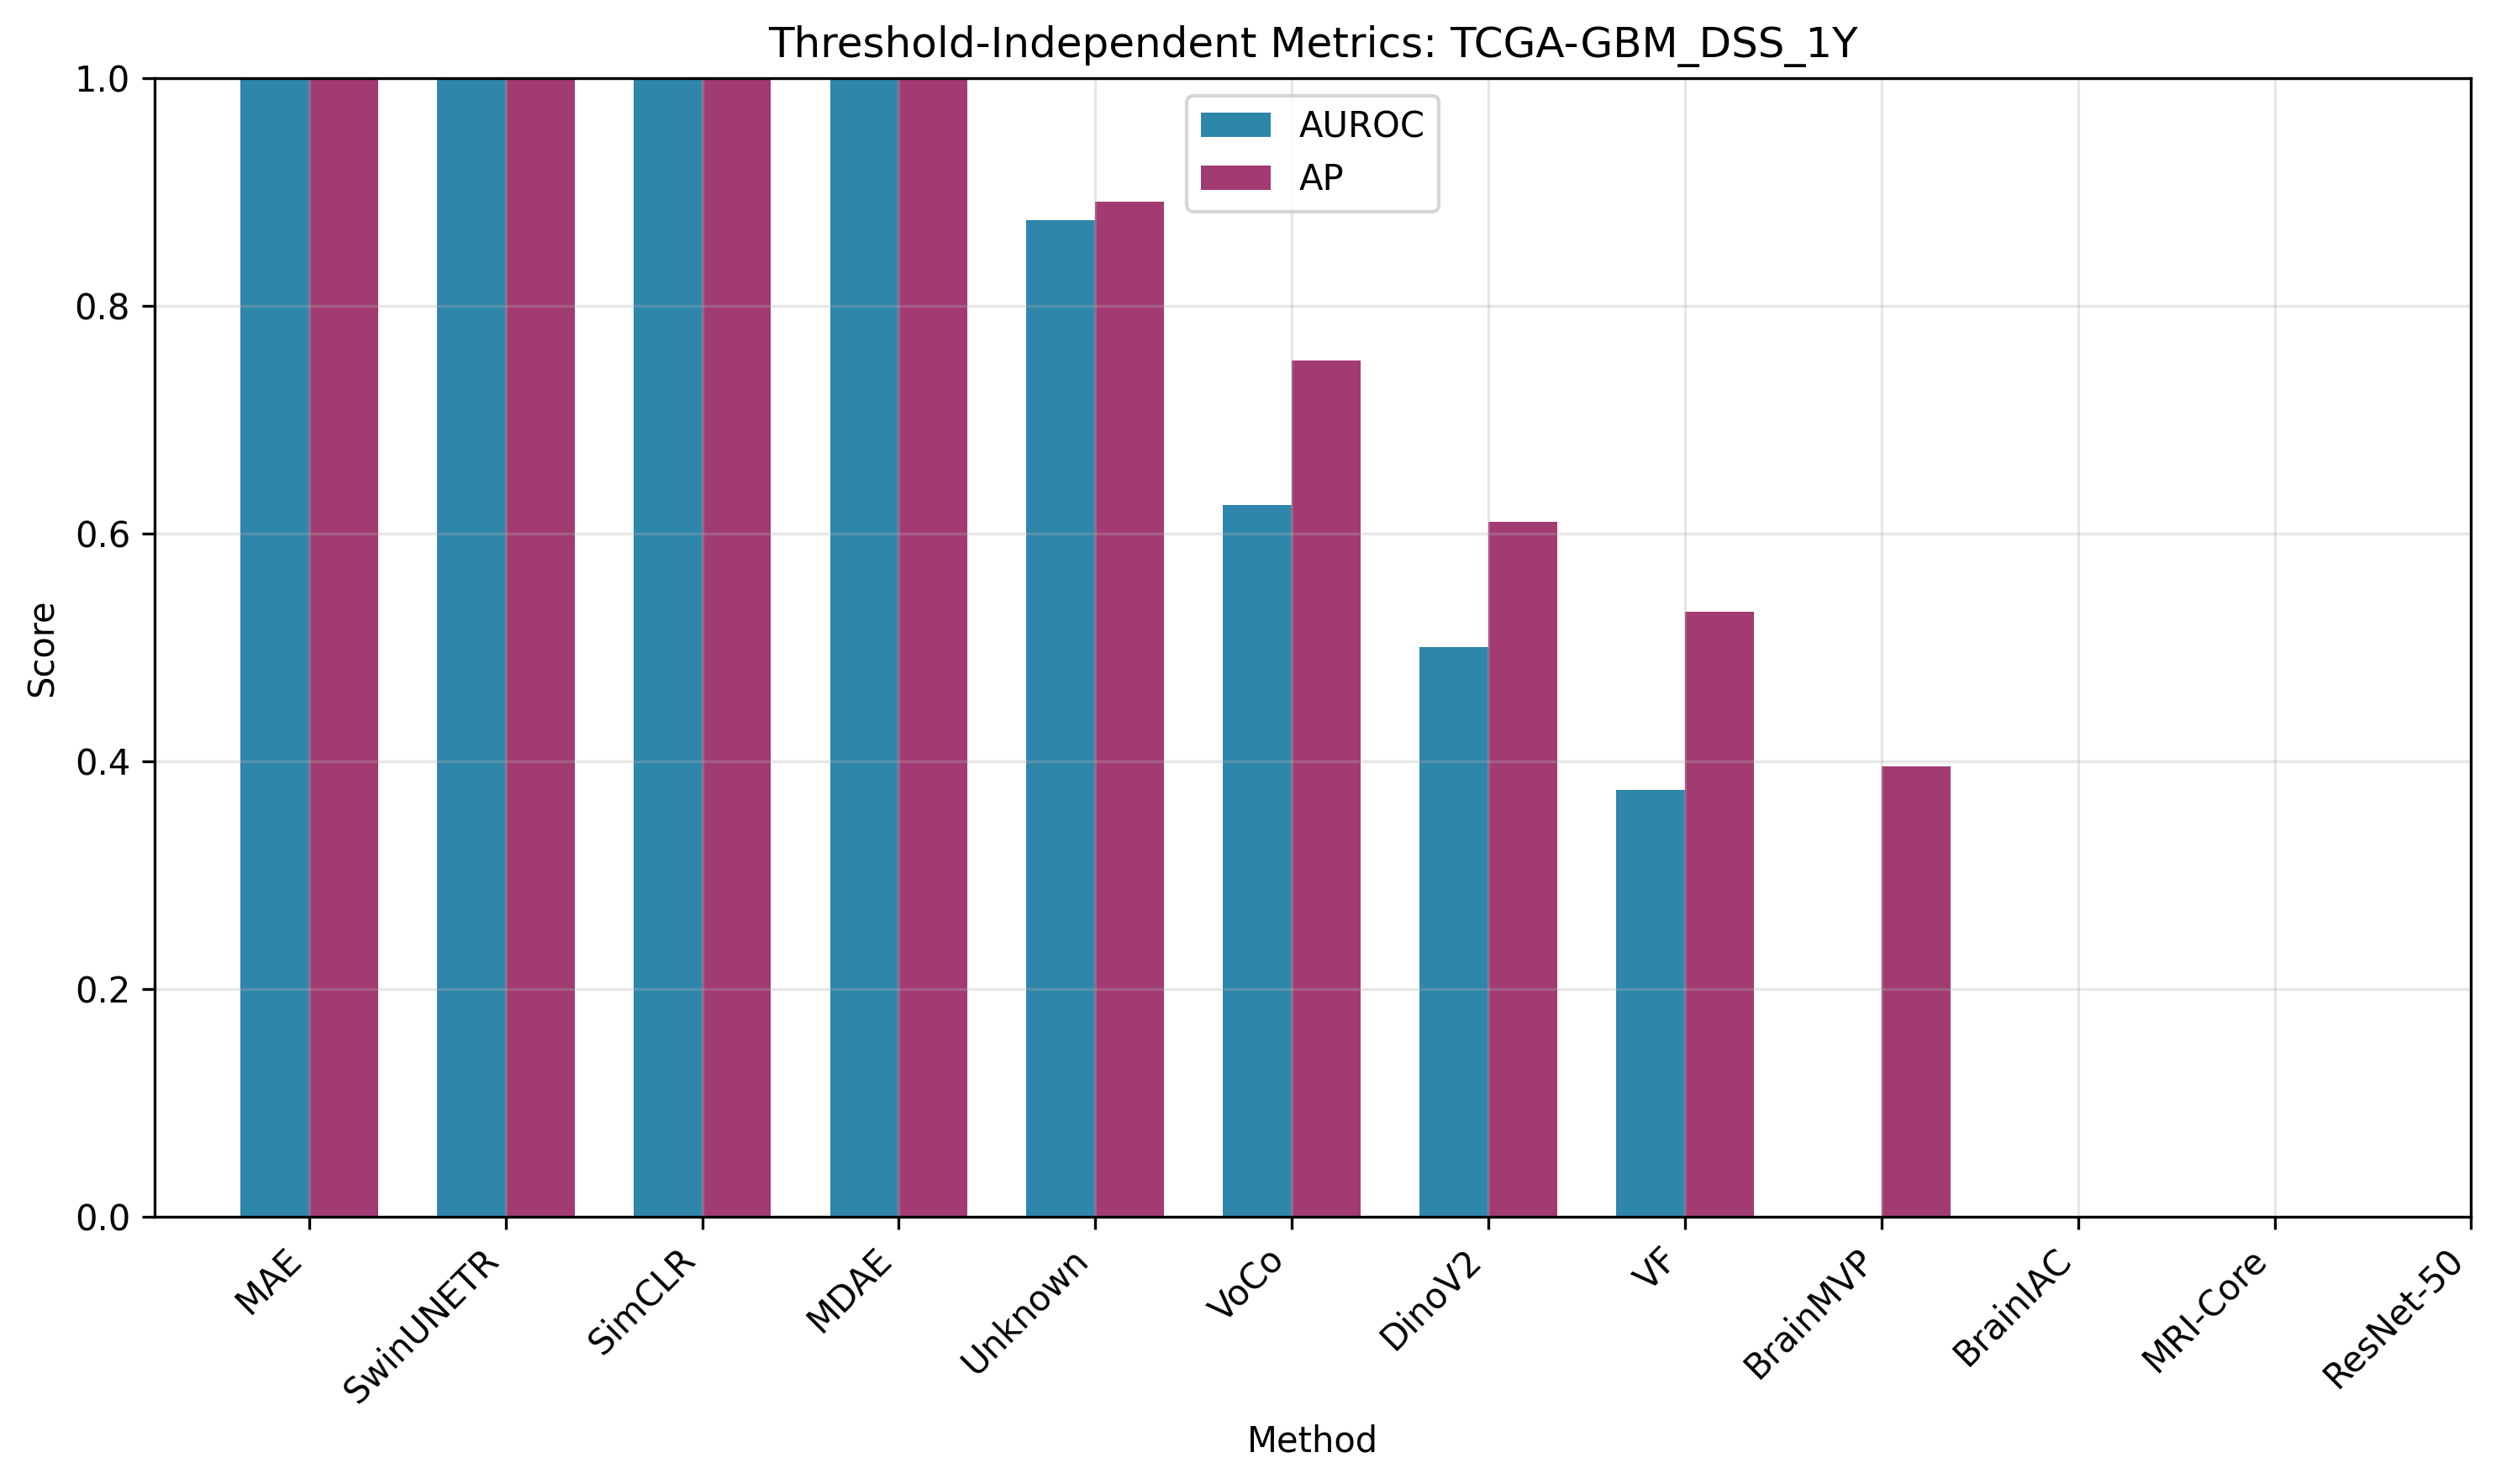 Threshold-Independent Metrics: TCGA-GBM_DSS_1Y
1.0
0.8
0.6
0.4
0.2
0.0
Score
AUROC
AP
MAE
SwinUNETR
SimCLR
MDAE
Unknown
VoCo
DinoV2
VF
BrainMVP
BrainIAC
MRI-Core
ResNet-50
Method